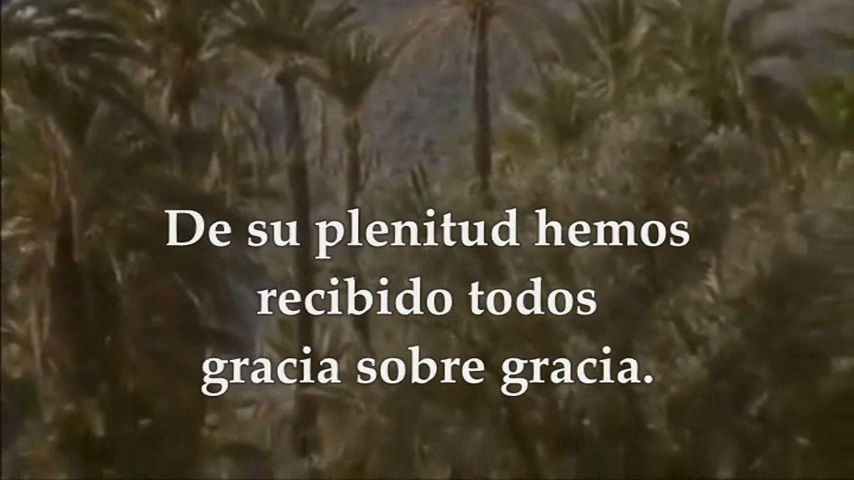 De su plenitud hemos
recibido todos
gracia sobre gracia.